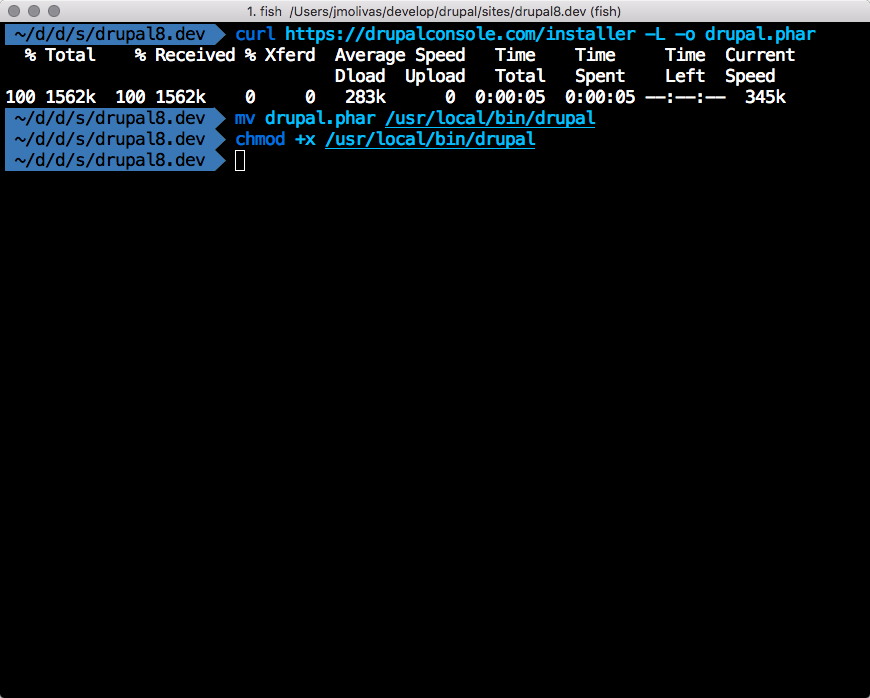 1. fish /Users/jmolivas/develop/drupal/sites/drupal8.dev (fish)
~/d/d/s/drupal8.dev curl https://drupalconsole.com/installer -L -o drupal.phar
% Total % Received % Xferd Average Speed Time Time Time Current
Dload Upload Total Spent Left Speed
100 1562k 100 1562k 0 0 283k 0 0:00:05 0:00:05 --:--:-- 345k
~/d/d/s/drupal8.dev mv drupal.phar /usr/local/bin/drupal
~/d/d/s/drupal8.dev chmod +x /usr/local/bin/drupal
~/d/d/s/drupal8.dev